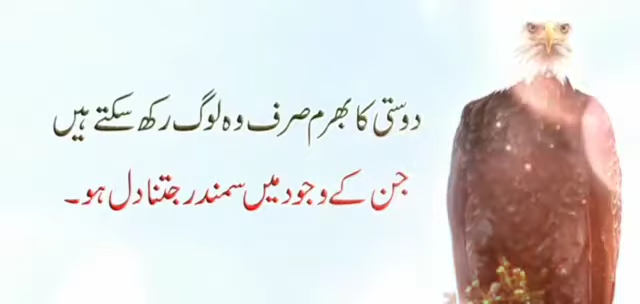 دوستی کا بھرم صرف وہ لوگ رکھ سکتے ہیں
جن کے وجود میں سمندر جتنا دل ہو۔